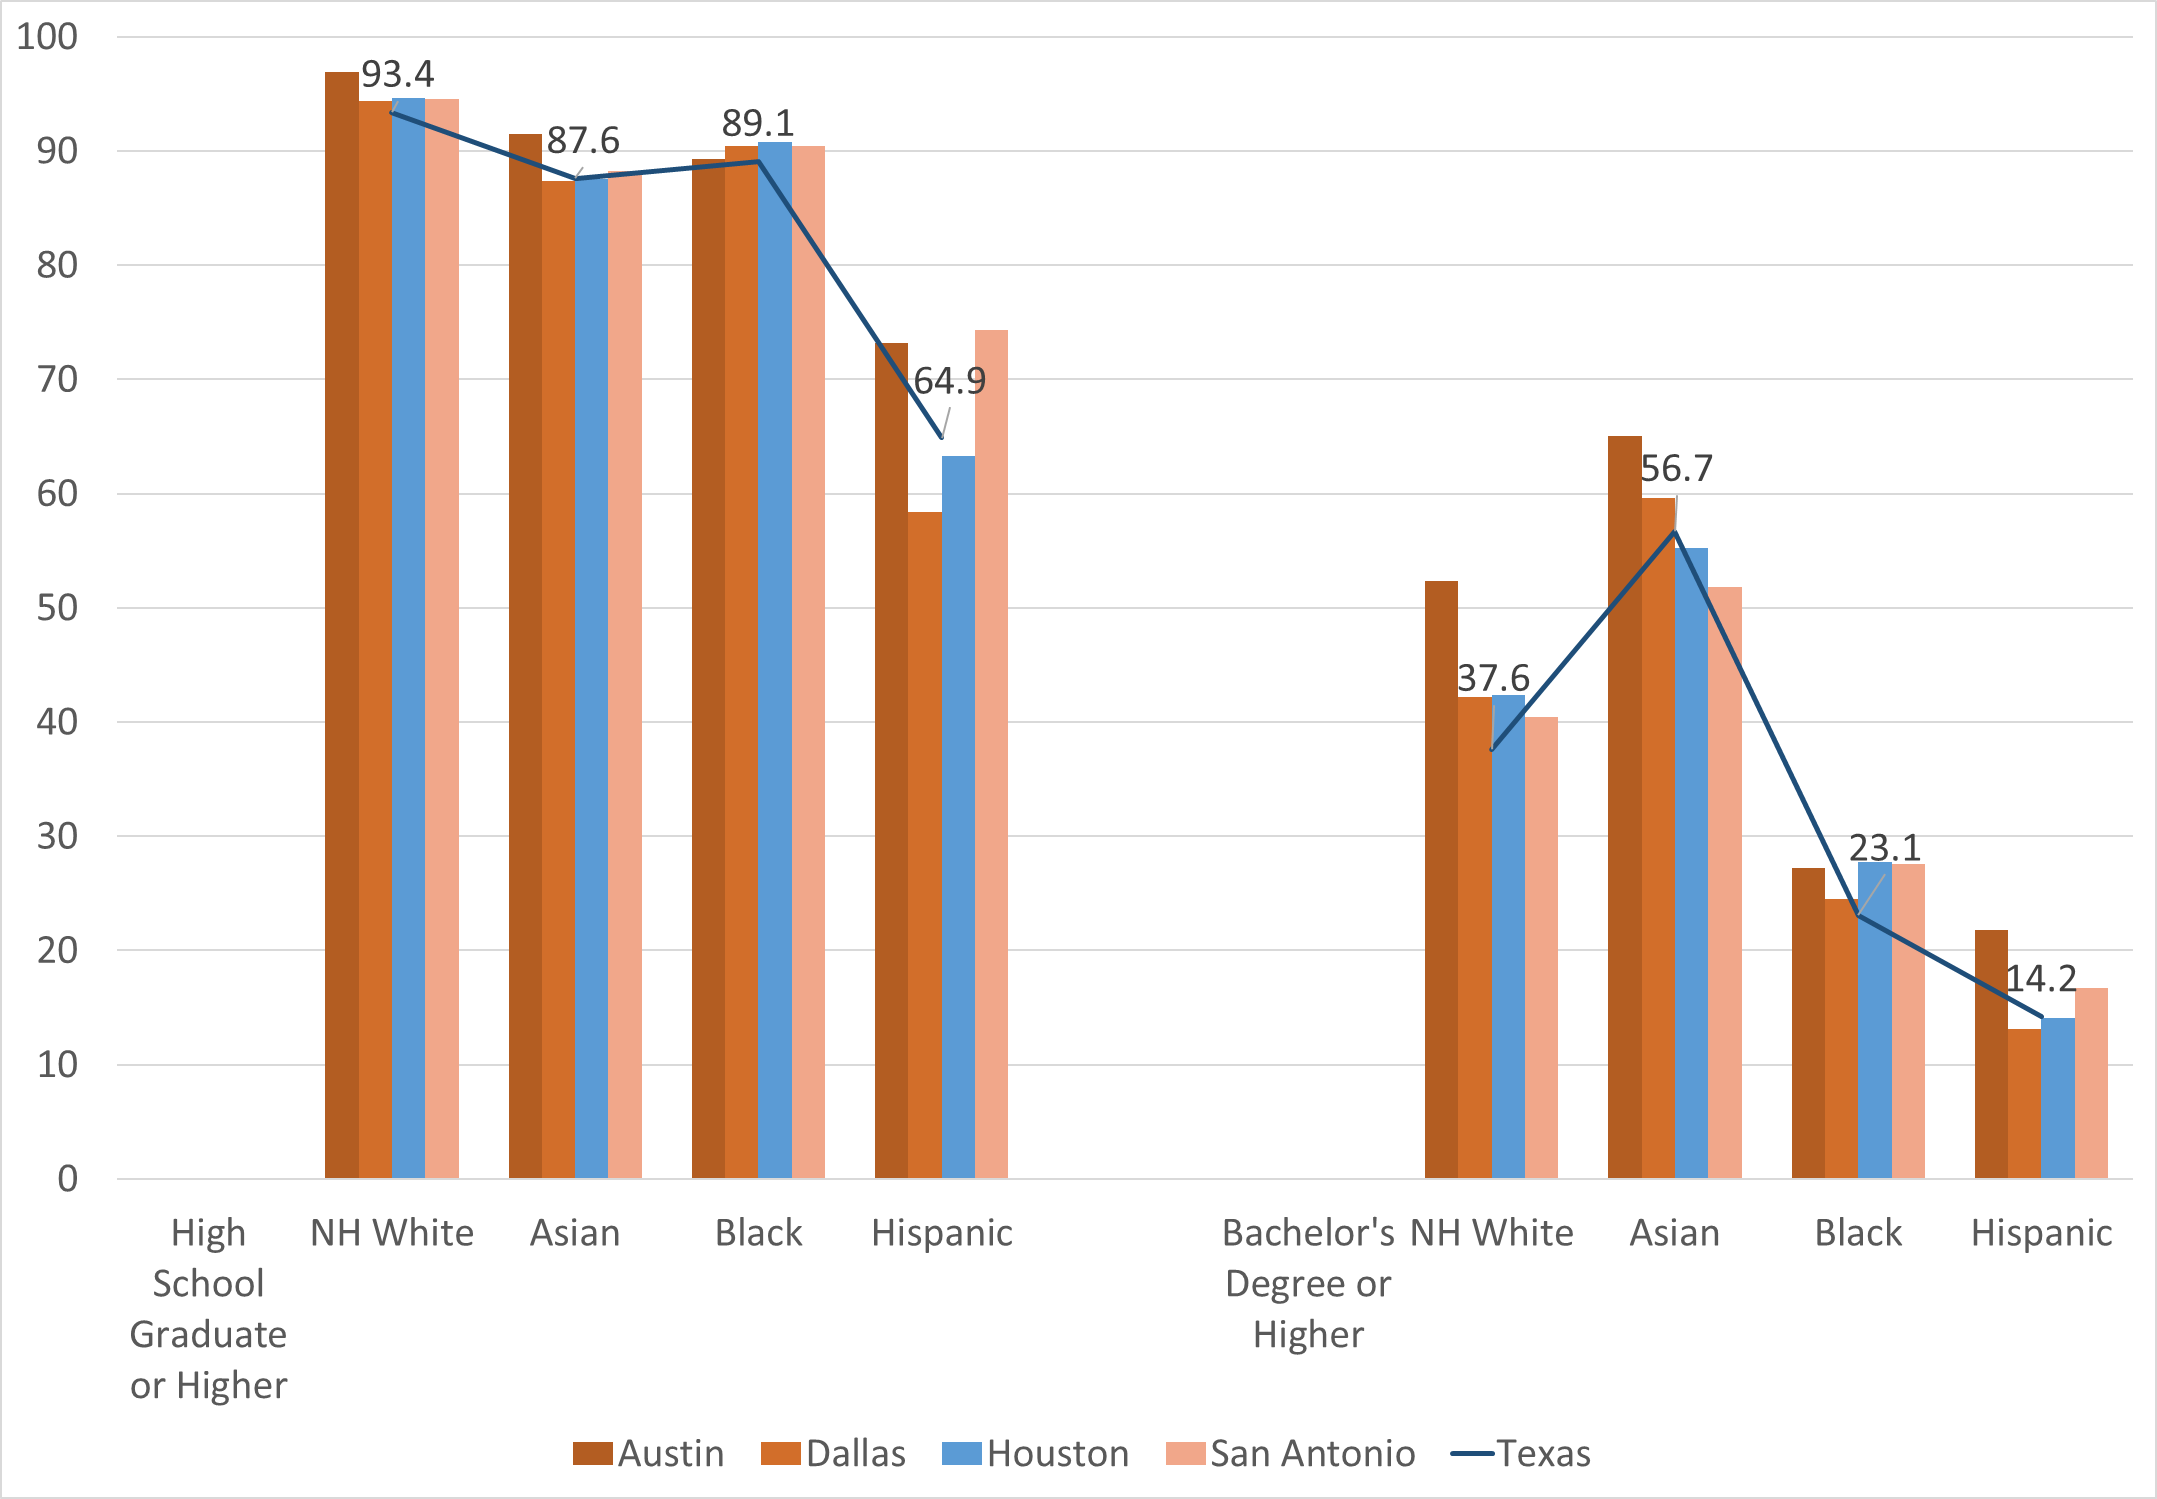 100
90
80
70
60
50
40
30
20
10
0
93.4
87.6
89.1
64.9
37.6
56.7
23.1
14.2
High
School
Graduate
or Higher
NH White
Asian
Black
Hispanic
Bachelor's
Degree or
Higher
NH White
Asian
Black
Hispanic
Austin
Dallas
Houston
San Antonio
Texas